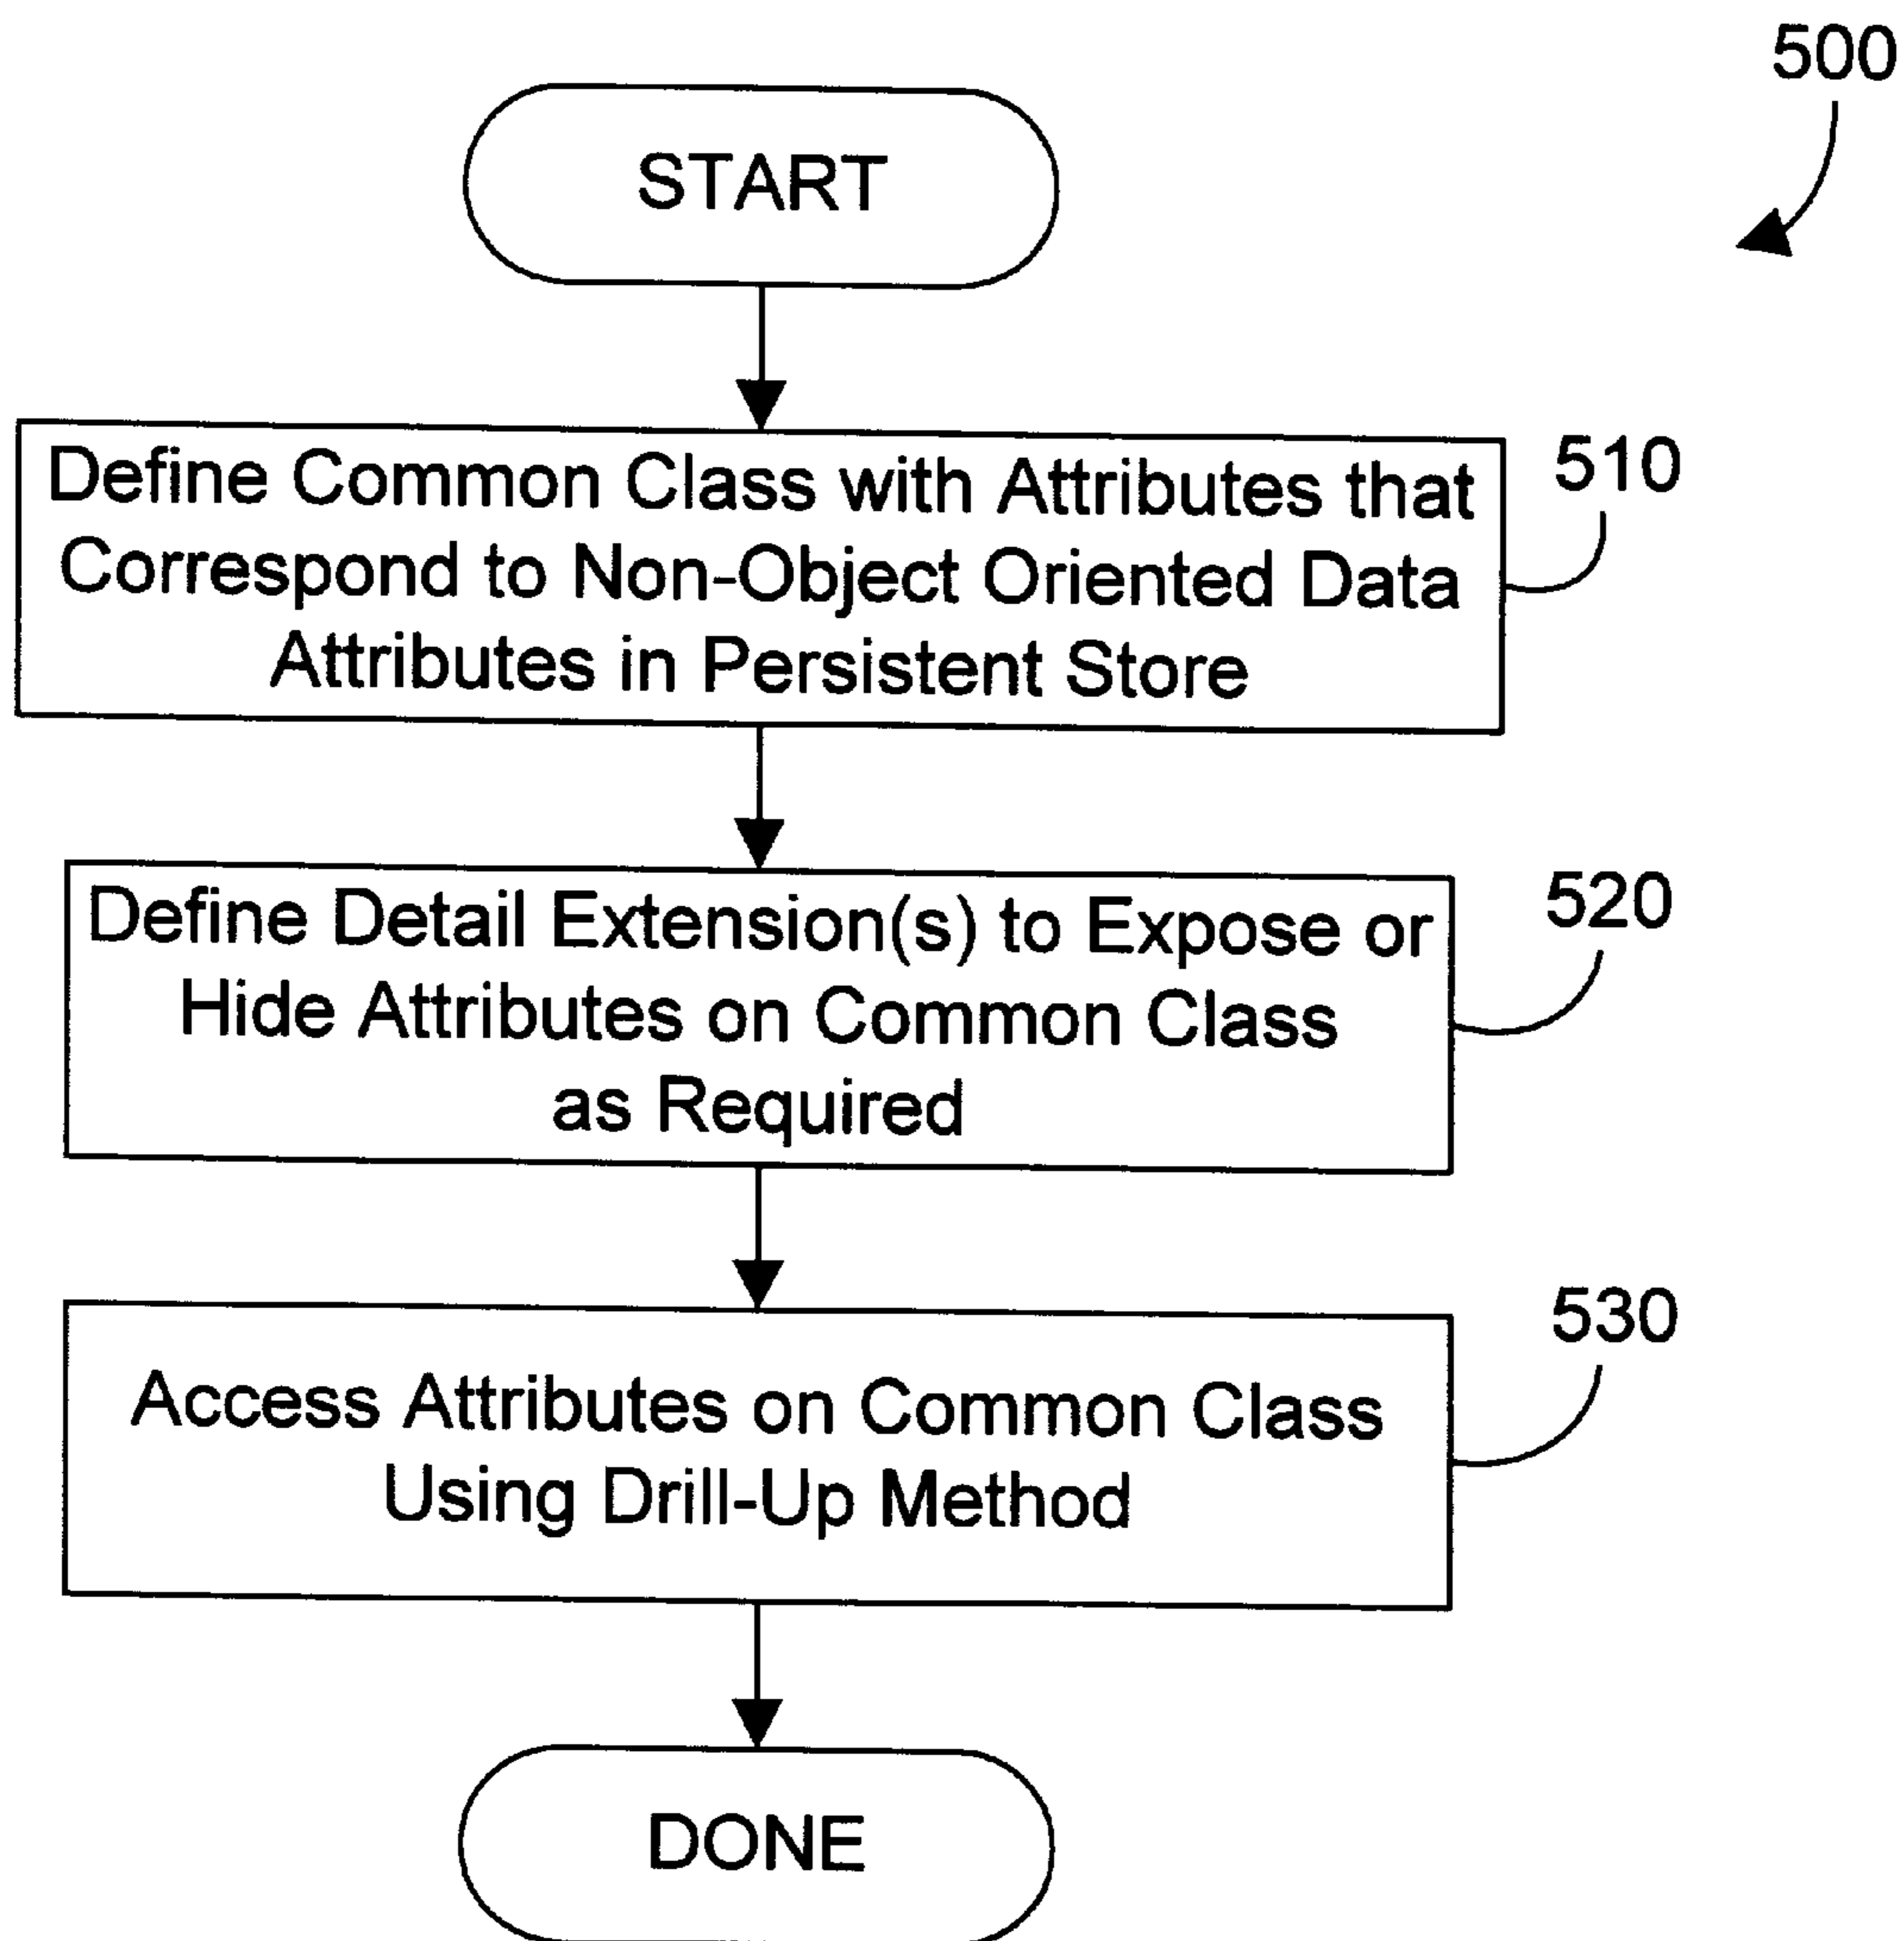 500
START
Define Common Class with Attributes that
Correspond to Non-Object Oriented Data
Attributes in Persistent Store
510
Define Detail Extension(s) to Expose or
Hide Attributes on Common Class
as Required
520
Access Attributes on Common Class
Using Drill-Up Method
530
DONE